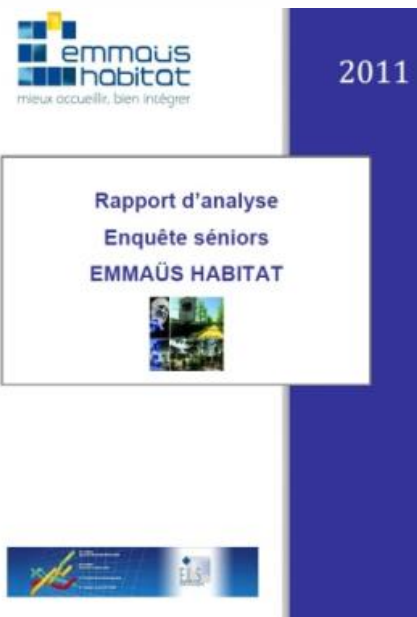 emmaüs
habitat
mieux accueillir, bien intégrer
2011
Rapport d'analyse
Enquête séniors
EMMAÜS HABITAT